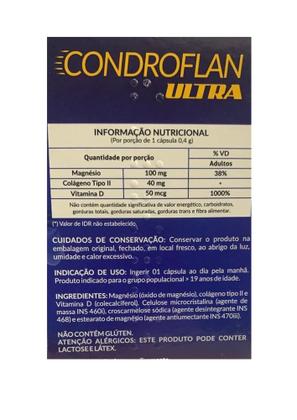 CONDROFLAN
ULTRA
INFORMAÇÃO NUTRICIONAL
(Por porção de 1 cápsula 0,4 g)
Quantidade por porção
% VD
Adultos
Magnésio 100 mg 38%
Colágeno Tipo II 40 mg *
Vitamina D 50 mcg 1000%
Não contém quantidade significativa de valor energético, carboidratos,
gorduras totais, gorduras saturadas, gorduras trans e fibra alimentar.
(*) Valor de IDR não estabelecido.
CUIDADOS DE CONSERVAÇÃO: Conservar o produto na
embalagem original, fechado, em local fresco, ao abrigo da luz,
umidade e calor excessivo.
INDICAÇÃO DE USO: Ingerir 01 cápsula ao dia pela manhã.
Produto indicado para o grupo populacional > 19 anos de idade.
INGREDIENTES: Magnésio (óxido de magnésio), colágeno tipo II e
Vitamina D (colecalciferol). Celulose microcristalina (agente de
massa INS 460i), croscarmelose sódica (agente desintegrante INS
468) e estearato de magnésio (agente antiumectante INS 470iii).
NÃO CONTÉM GLÚTEN.
ATENÇÃO ALÉRGICOS: ESTE PRODUTO PODE CONTER
LACTOSE E LÁTEX.